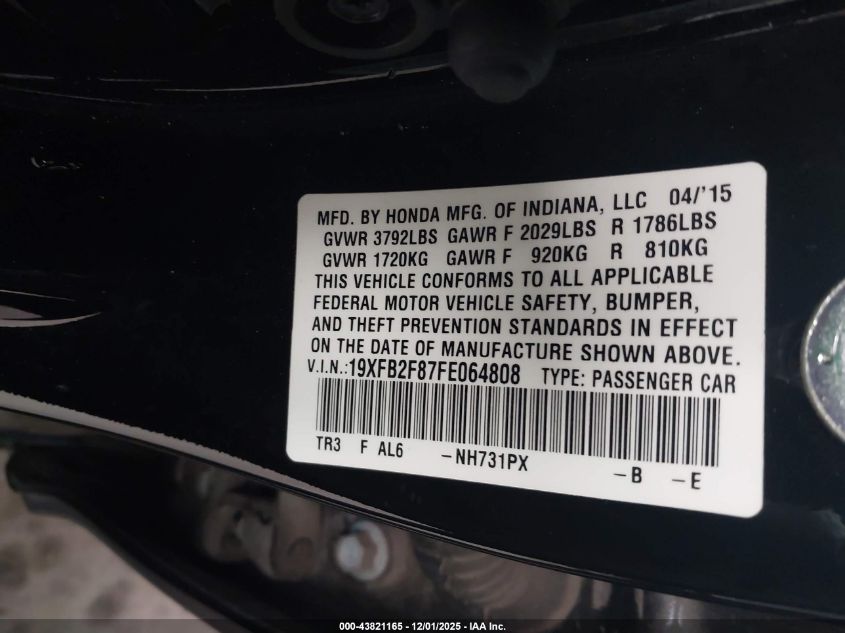 MFD. BY HONDA MFG. OF INDIANA, LLC 04/'15
GVWR 3792LBS GAWR F 2029LBS R 1786LBS
GVWR 1720KG GAWR F 920KG R 810KG
THIS VEHICLE CONFORMS TO ALL APPLICABLE
FEDERAL MOTOR VEHICLE SAFETY, BUMPER,
AND THEFT PREVENTION STANDARDS IN EFFECT
ON THE DATE OF MANUFACTURE SHOWN ABOVE.
V.I.N.:19XFB2F87FE064808 TYPE: PASSENGER CAR
TR3 F AL6 -NH731PX -B -E
000-43821165 - 12/01/2025 - IAA Inc.